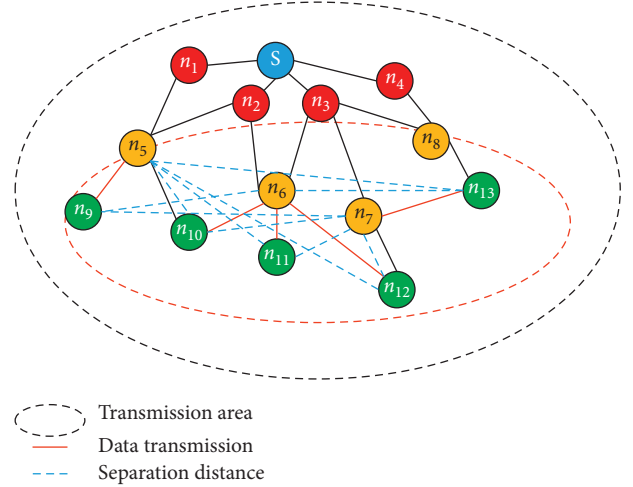 S
n1
n4
n2
n3
n8
n5
n6
n13
n9
n7
n10
n11
n12
Transmission area
Data transmission
Separation distance